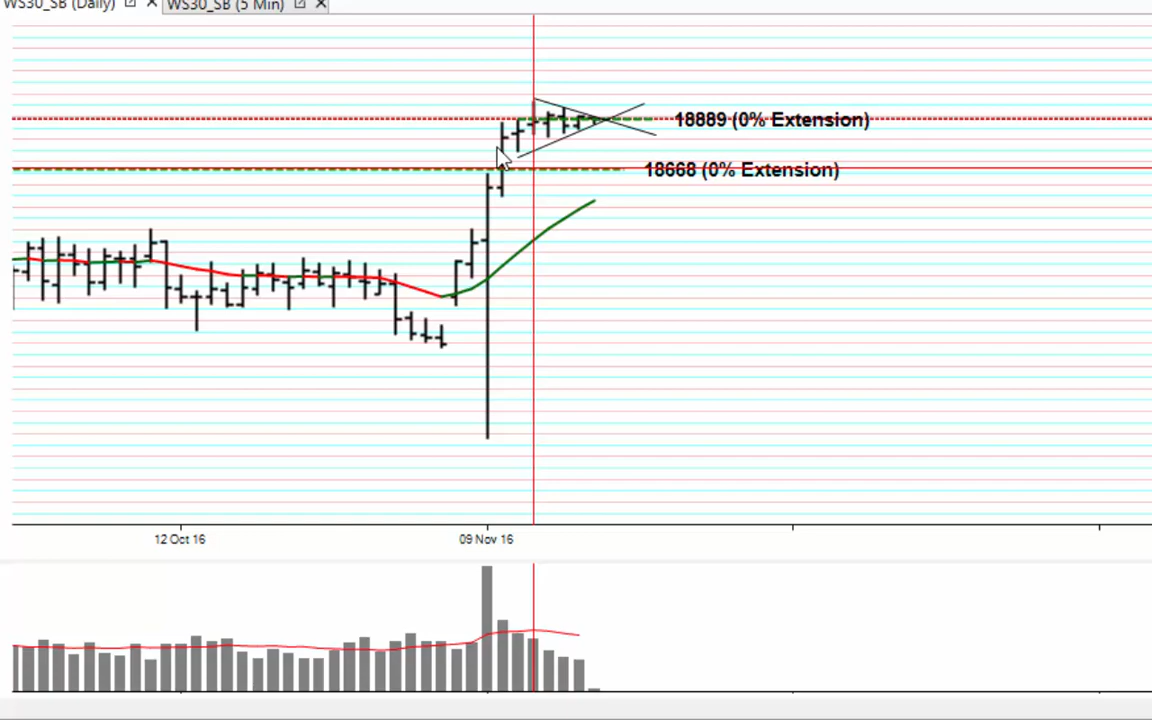 WS30_SB (Daily) WS30_SB (5 Min)
18889 (0% Extension)
18668 (0% Extension)
12 Oct 16 09 Nov 16